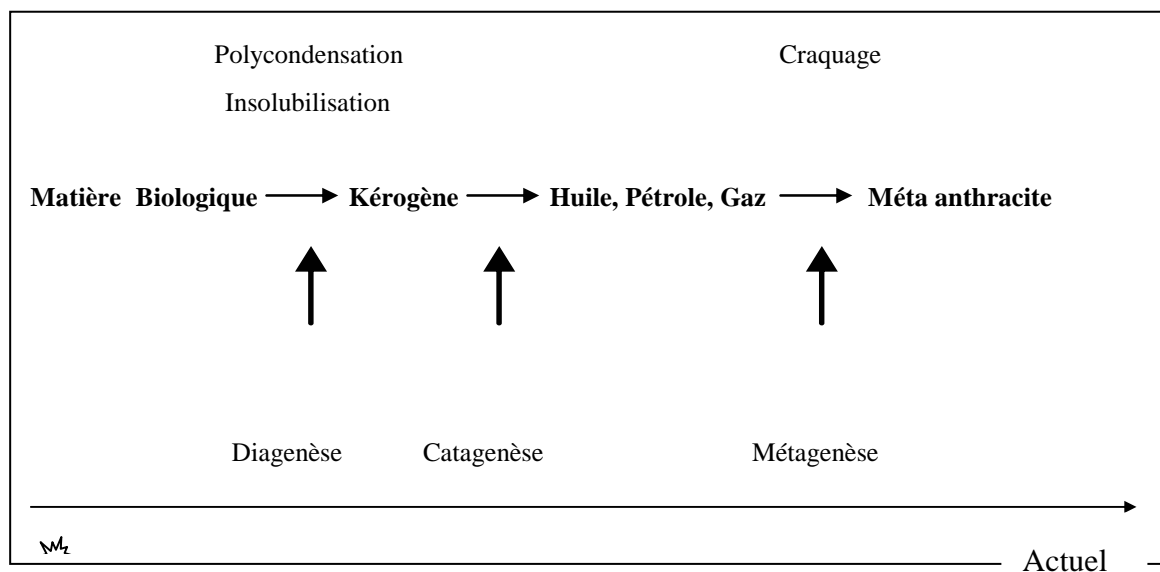 Polycondensation Craquage
Insolubilisation
Matière Biologique Kérogène Huile, Pétrole, Gaz Méta anthracite
Diagenèse Catagenèse Métagenèse
Actuel